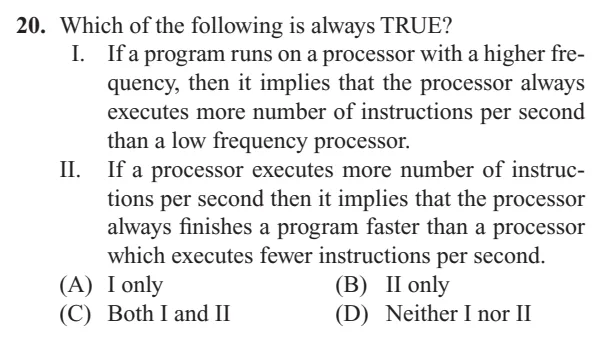 20. Which of the following is always TRUE?
I. If a program runs on a processor with a higher fre-
quency, then it implies that the processor always
executes more number of instructions per second
than a low frequency processor.
II. If a processor executes more number of instruc-
tions per second then it implies that the processor
always finishes a program faster than a processor
which executes fewer instructions per second.
(A) I only (B) II only
(C) Both I and II (D) Neither I nor II